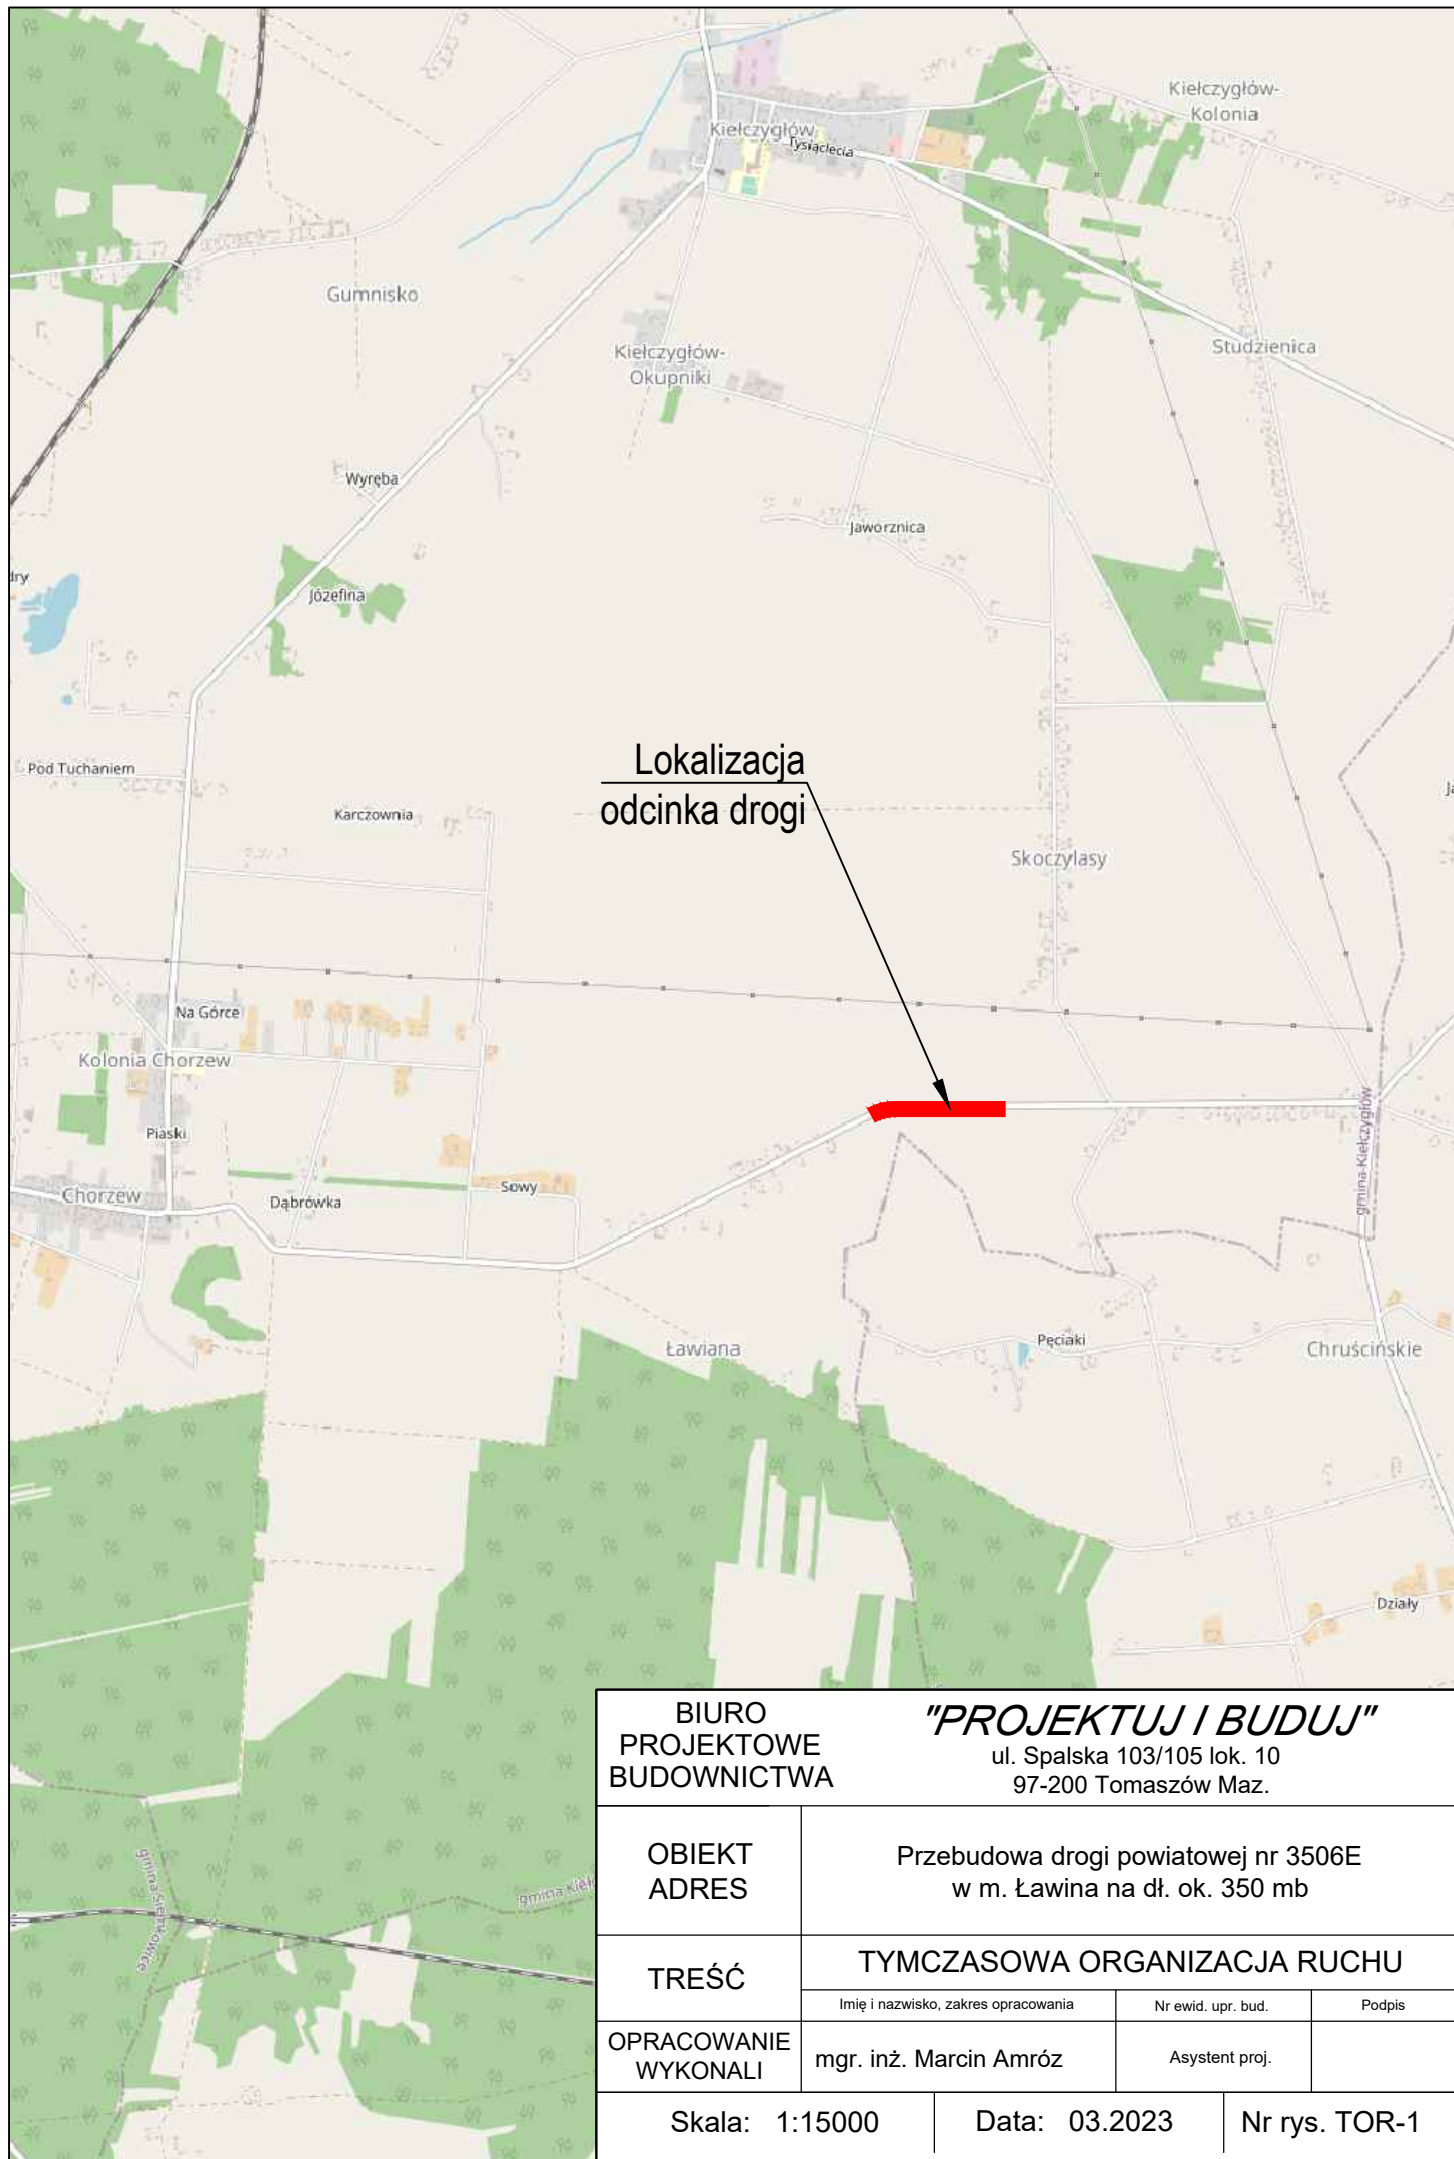 Kiełczygłów-
Kolonia
Kiełczygłów
Tysiąclecia
Gumnisko
Studzienica
Kiełczygłów-
Okupniki
Wyręba
Jaworznica
Józefina
Lokalizacja
odcinka drogi
Pod Tuchaniem
Karczownia
Skoczylasy
Na Górce
Kolonia Chorzew
Piaski
gmina Kiełczygłów
Chorzew
Dąbrówka
Sowy
Ławiana
Pęciaki
Chruścińskie
Działy
gmina Siemkowice
gmina Kieł
BIURO
PROJEKTOWE
BUDOWNICTWA
"PROJEKTUJ I BUDUJ"
ul. Spalska 103/105 lok. 10
97-200 Tomaszów Maz.
OBIEKT
ADRES
Przebudowa drogi powiatowej nr 3506E
w m. Ławina na dł. ok. 350 mb
TREŚĆ
TYMCZASOWA ORGANIZACJA RUCHU
Imię i nazwisko, zakres opracowania
Nr ewid. upr. bud.
Podpis
OPRACOWANIE
WYKONALI
mgr. inż. Marcin Amróz
Asystent proj.
Skala: 1:15000
Data: 03.2023
Nr rys. TOR-1